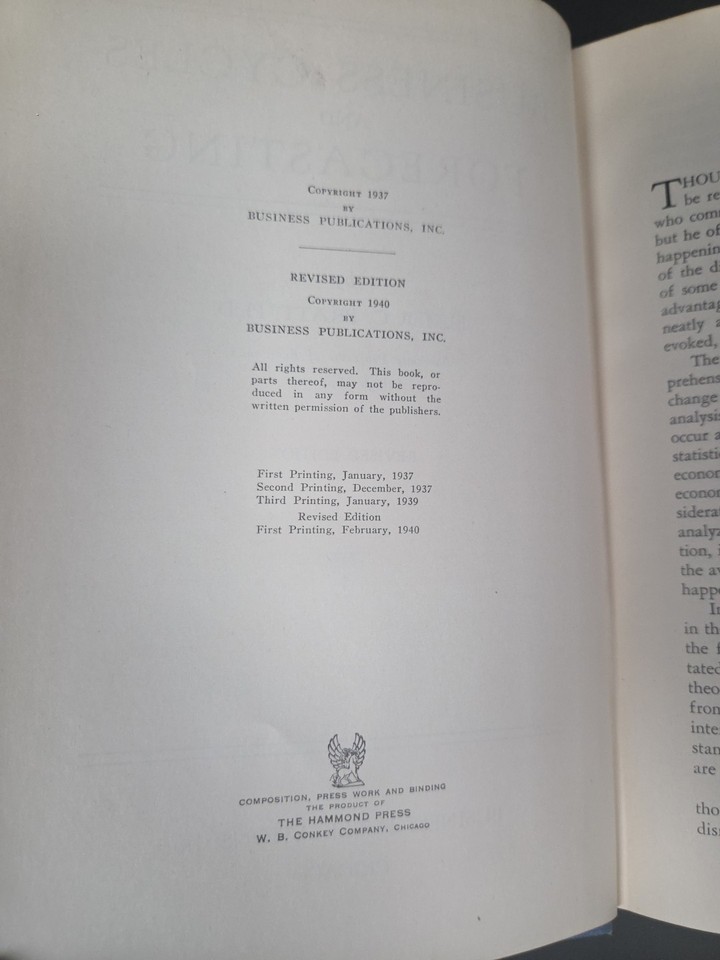 COPYRIGHT 1937
BY
BUSINESS PUBLICATIONS, INC.
REVISED EDITION
COPYRIGHT 1940
BY
BUSINESS PUBLICATIONS, INC.
All rights reserved. This book, or
parts thereof, may not be repro-
duced in any form without the
written permission of the publishers.
First Printing, January, 1937
Second Printing, December, 1937
Third Printing, January, 1939
Revised Edition
First Printing, February, 1940
COMPOSITION, PRESS WORK AND BINDING
THE PRODUCT OF
THE HAMMOND PRESS
W. B. CONKEY COMPANY, CHICAGO
THOU
be re
who com
but he of
happenin
of the d
of some
advantag
neatly a
evoked,
The
prehens
change
analysi
occur a
statisti
econor
econor
sidera
analyz
tion, i
the av
happe
In
in th
the f
tated
theo
from
inte
stan
are
tho
dis